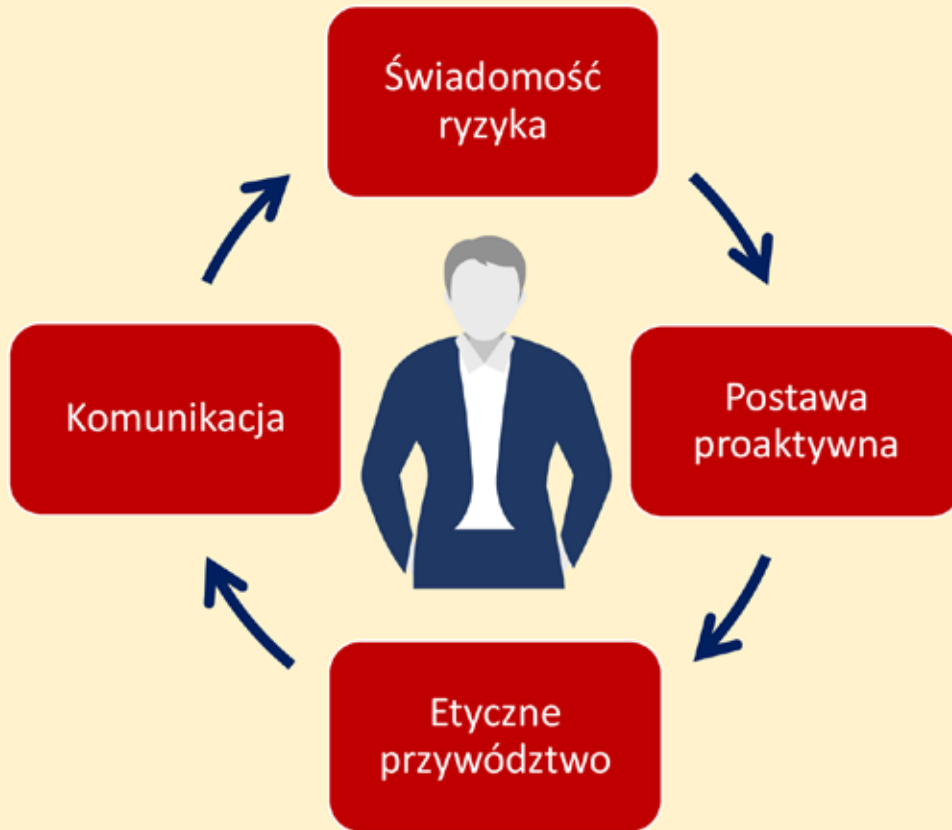 Świadomość
ryzyka
Postawa
proaktywna
Etyczne
przywództwo
Komunikacja